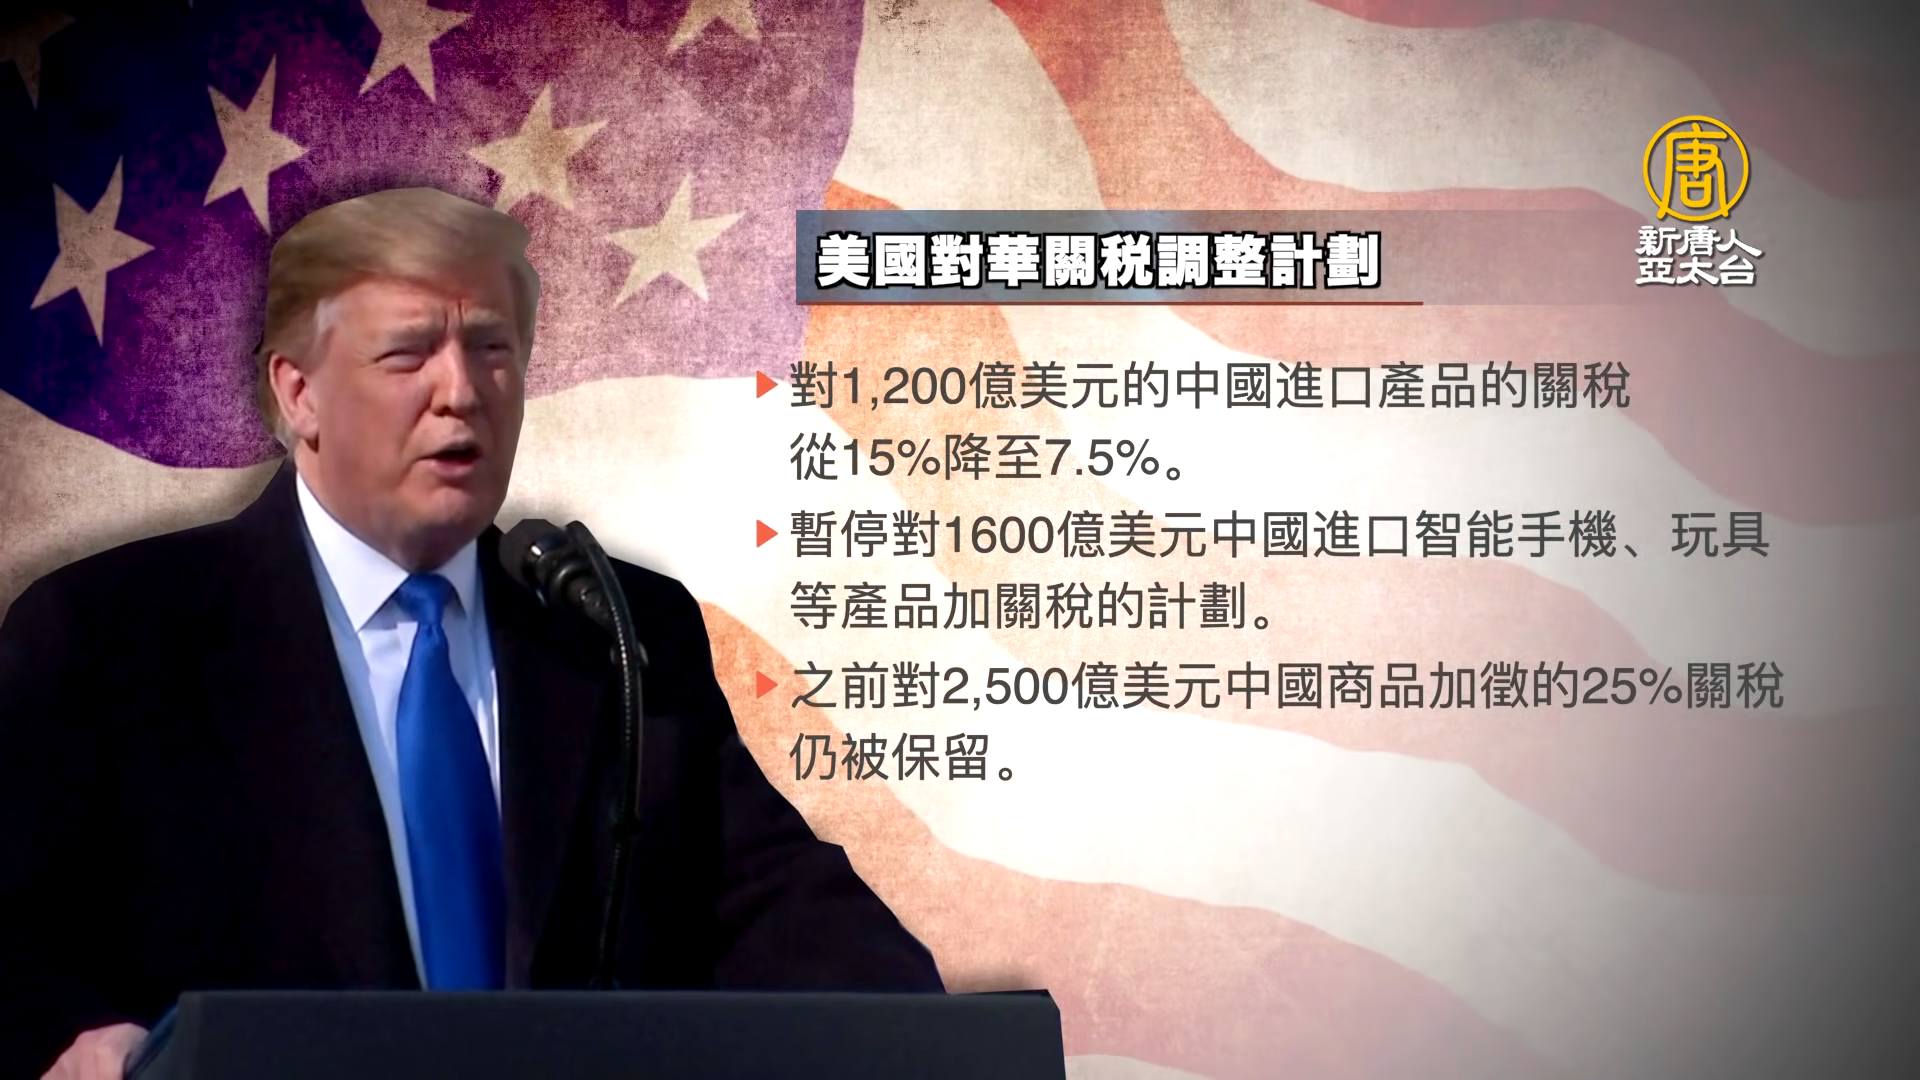 唐
新唐人
亞太台
美國對華關稅調整計劃
對1,200億美元的中國進口產品的關稅
從15%降至7.5%。
暫停對1600億美元中國進口智能手機、玩具
等產品加關稅的計劃。
之前對2,500億美元中國商品加徵的25%關稅
仍被保留。